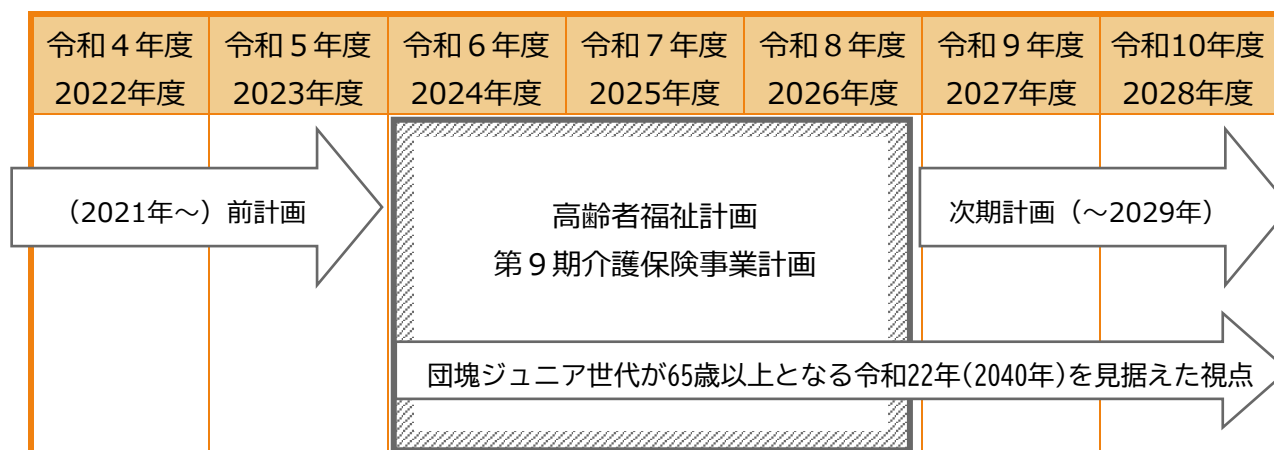 令和４年度 令和５年度 令和６年度 令和７年度 令和８年度 令和９年度 令和10年度
2022年度 2023年度 2024年度 2025年度 2026年度 2027年度 2028年度
（2021年～）前計画
高齢者福祉計画
第９期介護保険事業計画
次期計画（～2029年）
団塊ジュニア世代が65歳以上となる令和22年(2040年)を見据えた視点